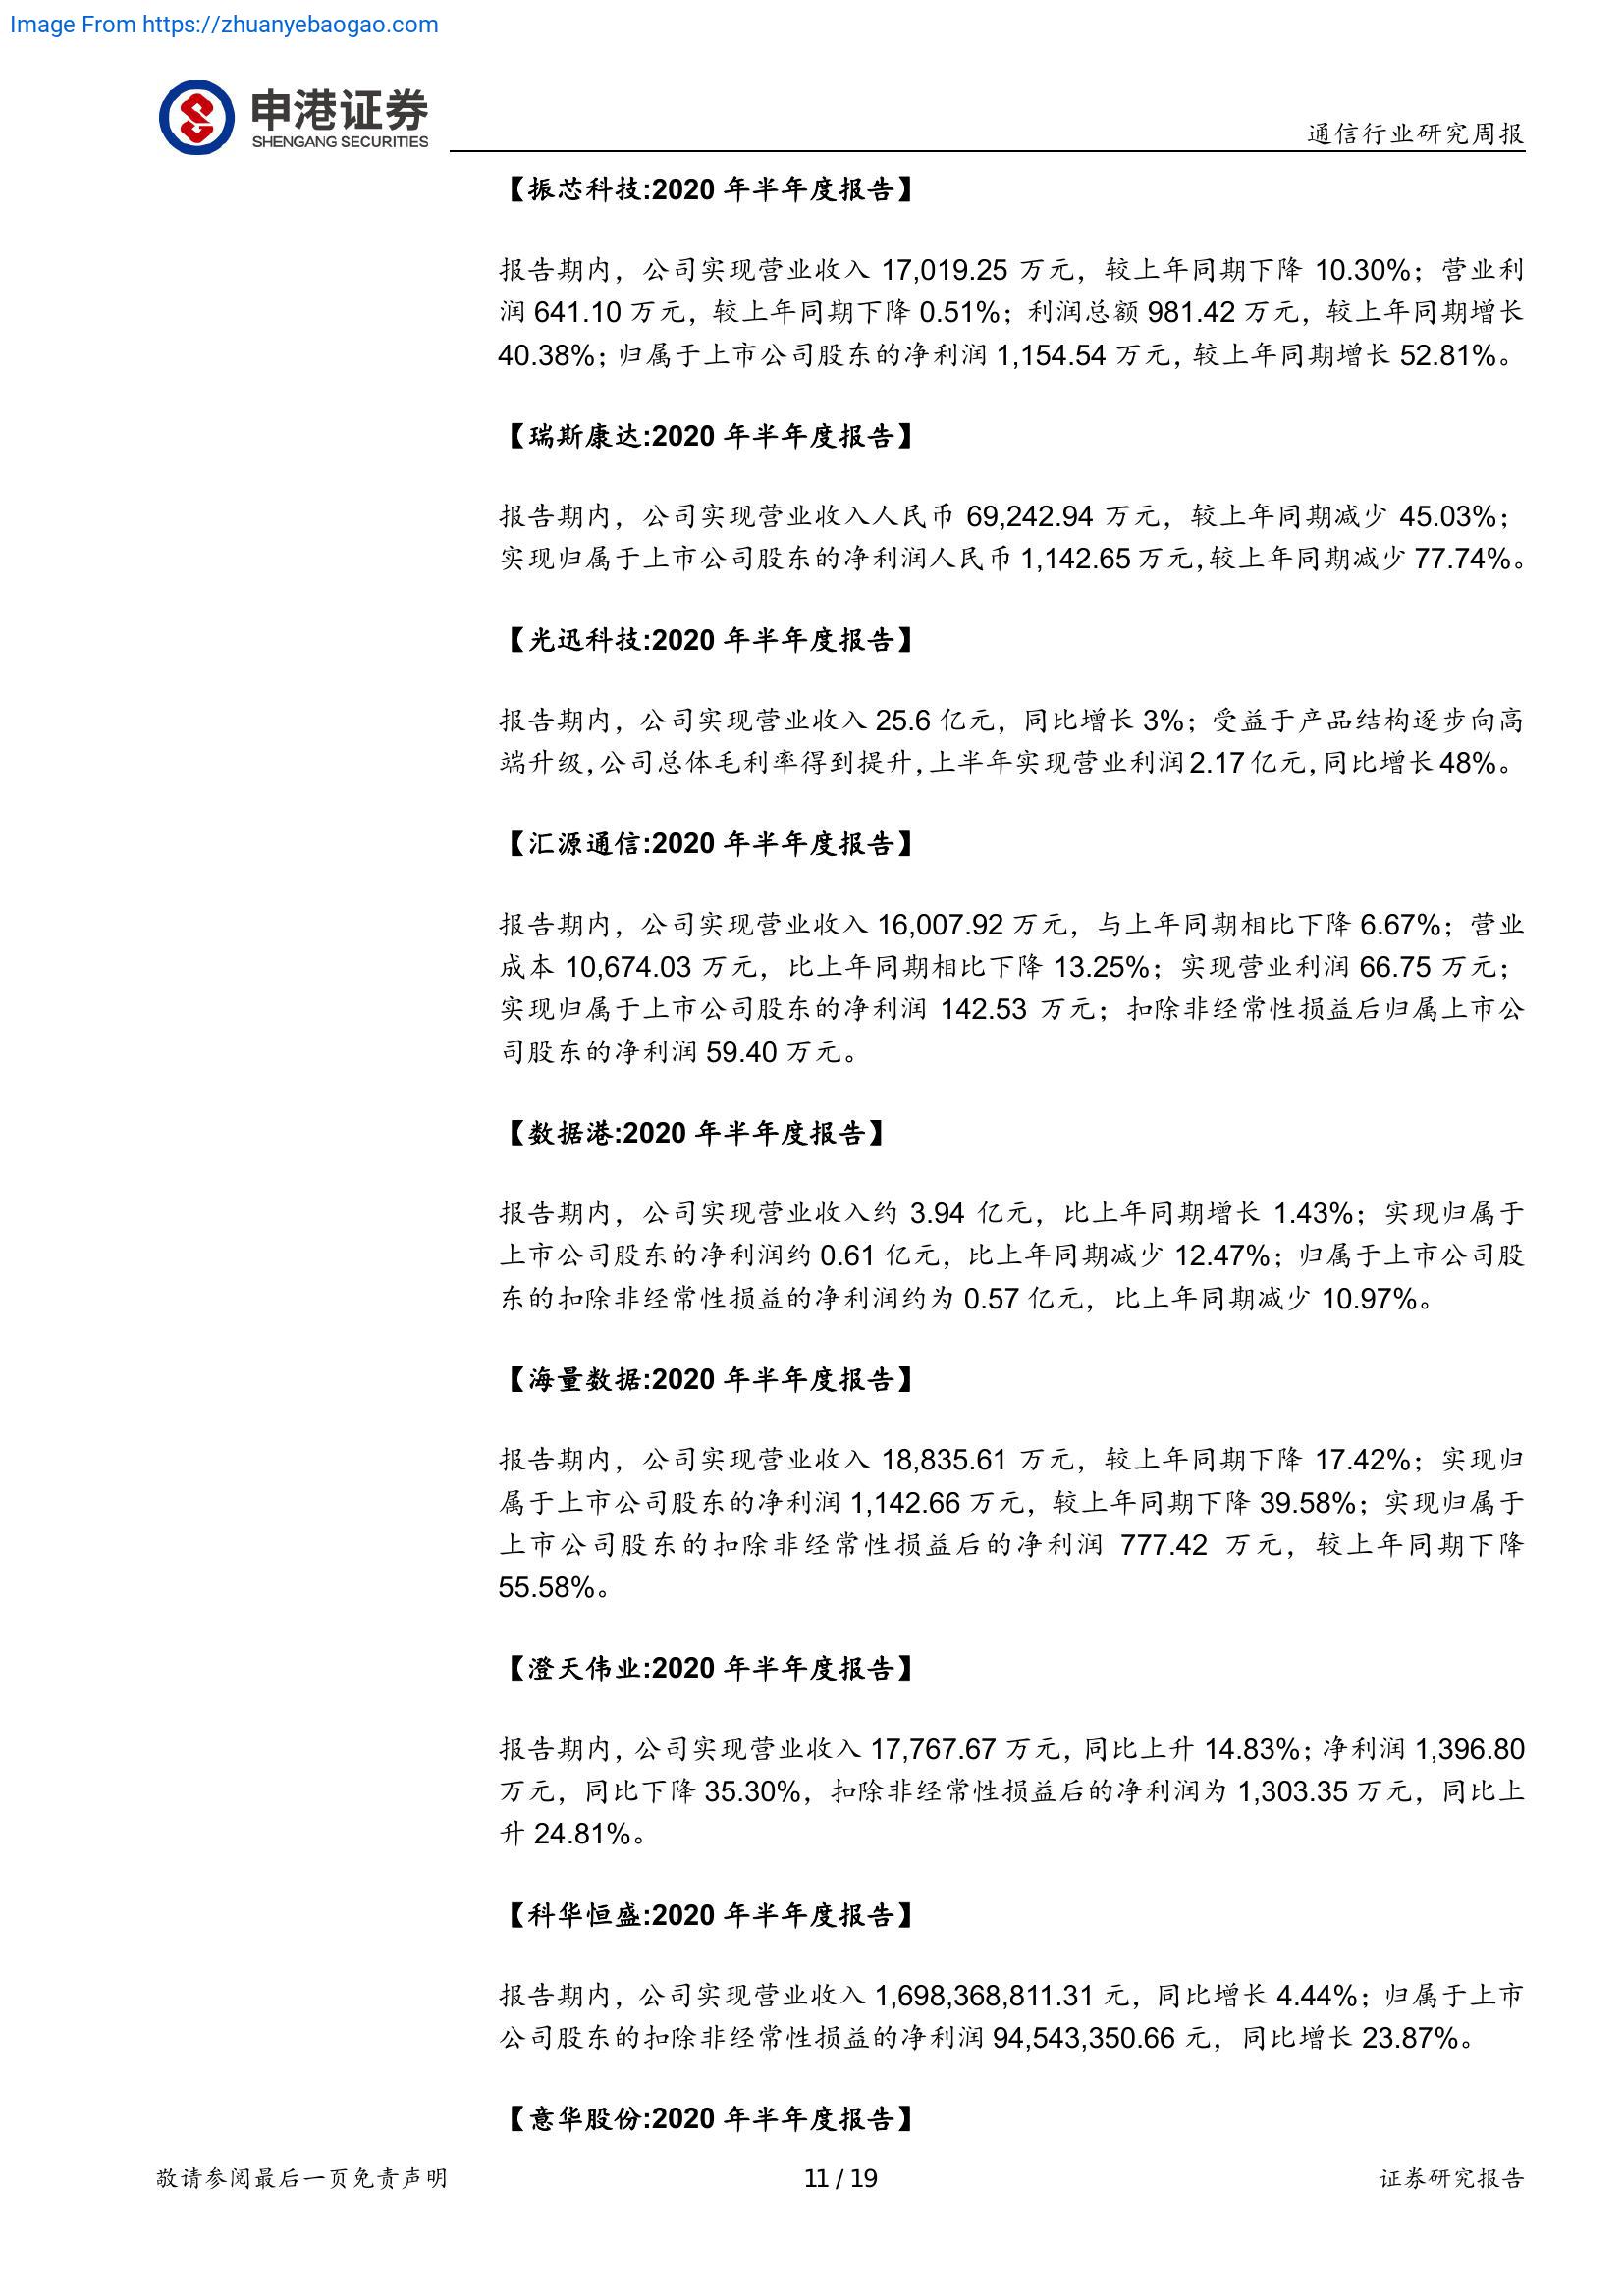 Image From https://zhuanyebaogao.com
申港证券
SHENGANG SECURITIES
通信行业研究周报
【振芯科技:2020 年半年度报告】
报告期内，公司实现营业收入 17,019.25 万元，较上年同期下降 10.30%；营业利
润 641.10 万元，较上年同期下降 0.51%；利润总额 981.42 万元，较上年同期增长
40.38%；归属于上市公司股东的净利润 1,154.54 万元，较上年同期增长 52.81%。
【瑞斯康达:2020 年半年度报告】
报告期内，公司实现营业收入人民币 69,242.94 万元，较上年同期减少 45.03%；
实现归属于上市公司股东的净利润人民币 1,142.65 万元，较上年同期减少 77.74%。
【光迅科技:2020 年半年度报告】
报告期内，公司实现营业收入 25.6 亿元，同比增长 3%；受益于产品结构逐步向高
端升级，公司总体毛利率得到提升，上半年实现营业利润 2.17 亿元，同比增长 48%。
【汇源通信:2020 年半年度报告】
报告期内，公司实现营业收入 16,007.92 万元，与上年同期相比下降 6.67%；营业
成本 10,674.03 万元，比上年同期相比下降 13.25%；实现营业利润 66.75 万元；
实现归属于上市公司股东的净利润 142.53 万元；扣除非经常性损益后归属上市公
司股东的净利润 59.40 万元。
【数据港:2020 年半年度报告】
报告期内，公司实现营业收入约 3.94 亿元，比上年同期增长 1.43%；实现归属于
上市公司股东的净利润约 0.61 亿元，比上年同期减少 12.47%；归属于上市公司股
东的扣除非经常性损益的净利润约为 0.57 亿元，比上年同期减少 10.97%。
【海量数据:2020 年半年度报告】
报告期内，公司实现营业收入 18,835.61 万元，较上年同期下降 17.42%；实现归
属于上市公司股东的净利润 1,142.66 万元，较上年同期下降 39.58%；实现归属于
上市公司股东的扣除非经常性损益后的净利润 777.42 万元，较上年同期下降
55.58%。
【澄天伟业:2020 年半年度报告】
报告期内，公司实现营业收入 17,767.67 万元，同比上升 14.83%；净利润 1,396.80
万元，同比下降 35.30%，扣除非经常性损益后的净利润为 1,303.35 万元，同比上
升 24.81%。
【科华恒盛:2020 年半年度报告】
报告期内，公司实现营业收入 1,698,368,811.31 元，同比增长 4.44%；归属于上市
公司股东的扣除非经常性损益的净利润 94,543,350.66 元，同比增长 23.87%。
【意华股份:2020 年半年度报告】
敬请参阅最后一页免责声明
11 / 19
证券研究报告